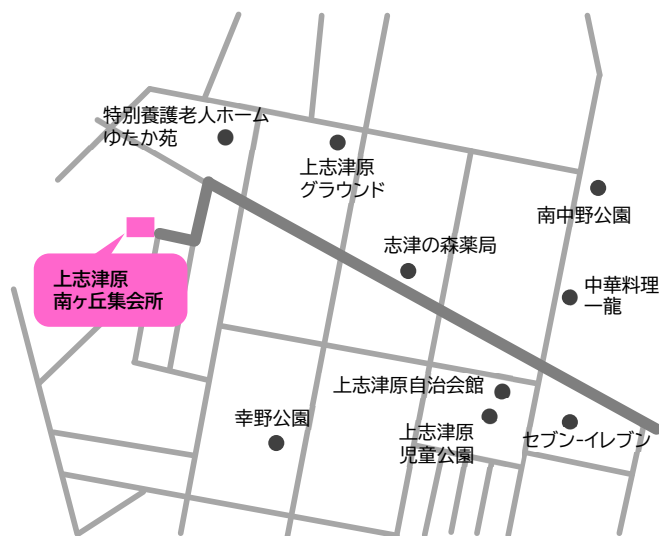 特別養護老人ホーム
ゆたか苑
上志津原
グラウンド
南中野公園
志津の森薬局
上志津原
南ヶ丘集会所
中華料理
一龍
上志津原自治会館
幸野公園
上志津原
児童公園
セブン-イレブン